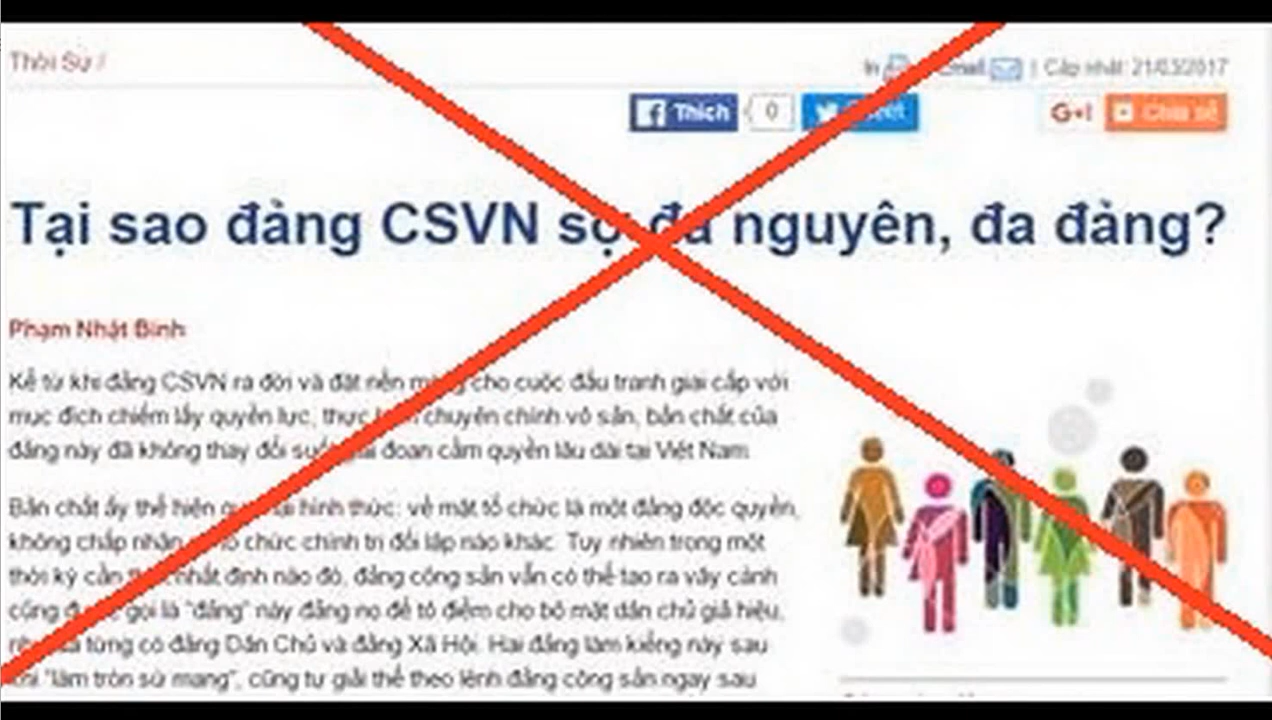 Thời Sự /
In Email | Cập nhật: 21/03/2017
Thích 0 Tweet G+1 Chia sẻ
Tại sao đảng CSVN sợ đa nguyên, đa đảng?
Phạm Nhật Bình
Kể từ khi đảng CSVN ra đời và đặt nền móng cho cuộc đấu tranh giai cấp với
mục đích chiếm lấy quyền lực, thực hiện chuyên chính vô sản, bản chất của
đảng này đã không thay đổi suốt giai đoạn cầm quyền lâu dài tại Việt Nam.
Bản chất ấy thể hiện qua hai hình thức: về mặt tổ chức là một đảng độc quyền,
không chấp nhận tổ chức chính trị đối lập nào khác. Tuy nhiên trong một
thời kỳ cần thiết nhất định nào đó, đảng cộng sản vẫn có thể tạo ra vây cánh
cũng được gọi là "đảng" này đảng nọ để tô điểm cho bộ mặt dân chủ giả hiệu,
từng có đảng Dân Chủ và đảng Xã Hội. Hai đảng làm kiểng này sau
khi "làm tròn sứ mạng", cũng tự giải thể theo lệnh đảng cộng sản ngay sau